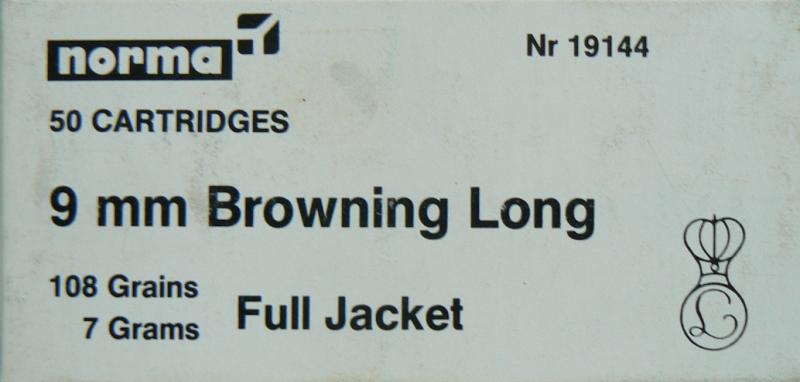 norma
Nr 19144
50 CARTRIDGES
9 mm Browning Long
108 Grains
7 Grams
Full Jacket
L